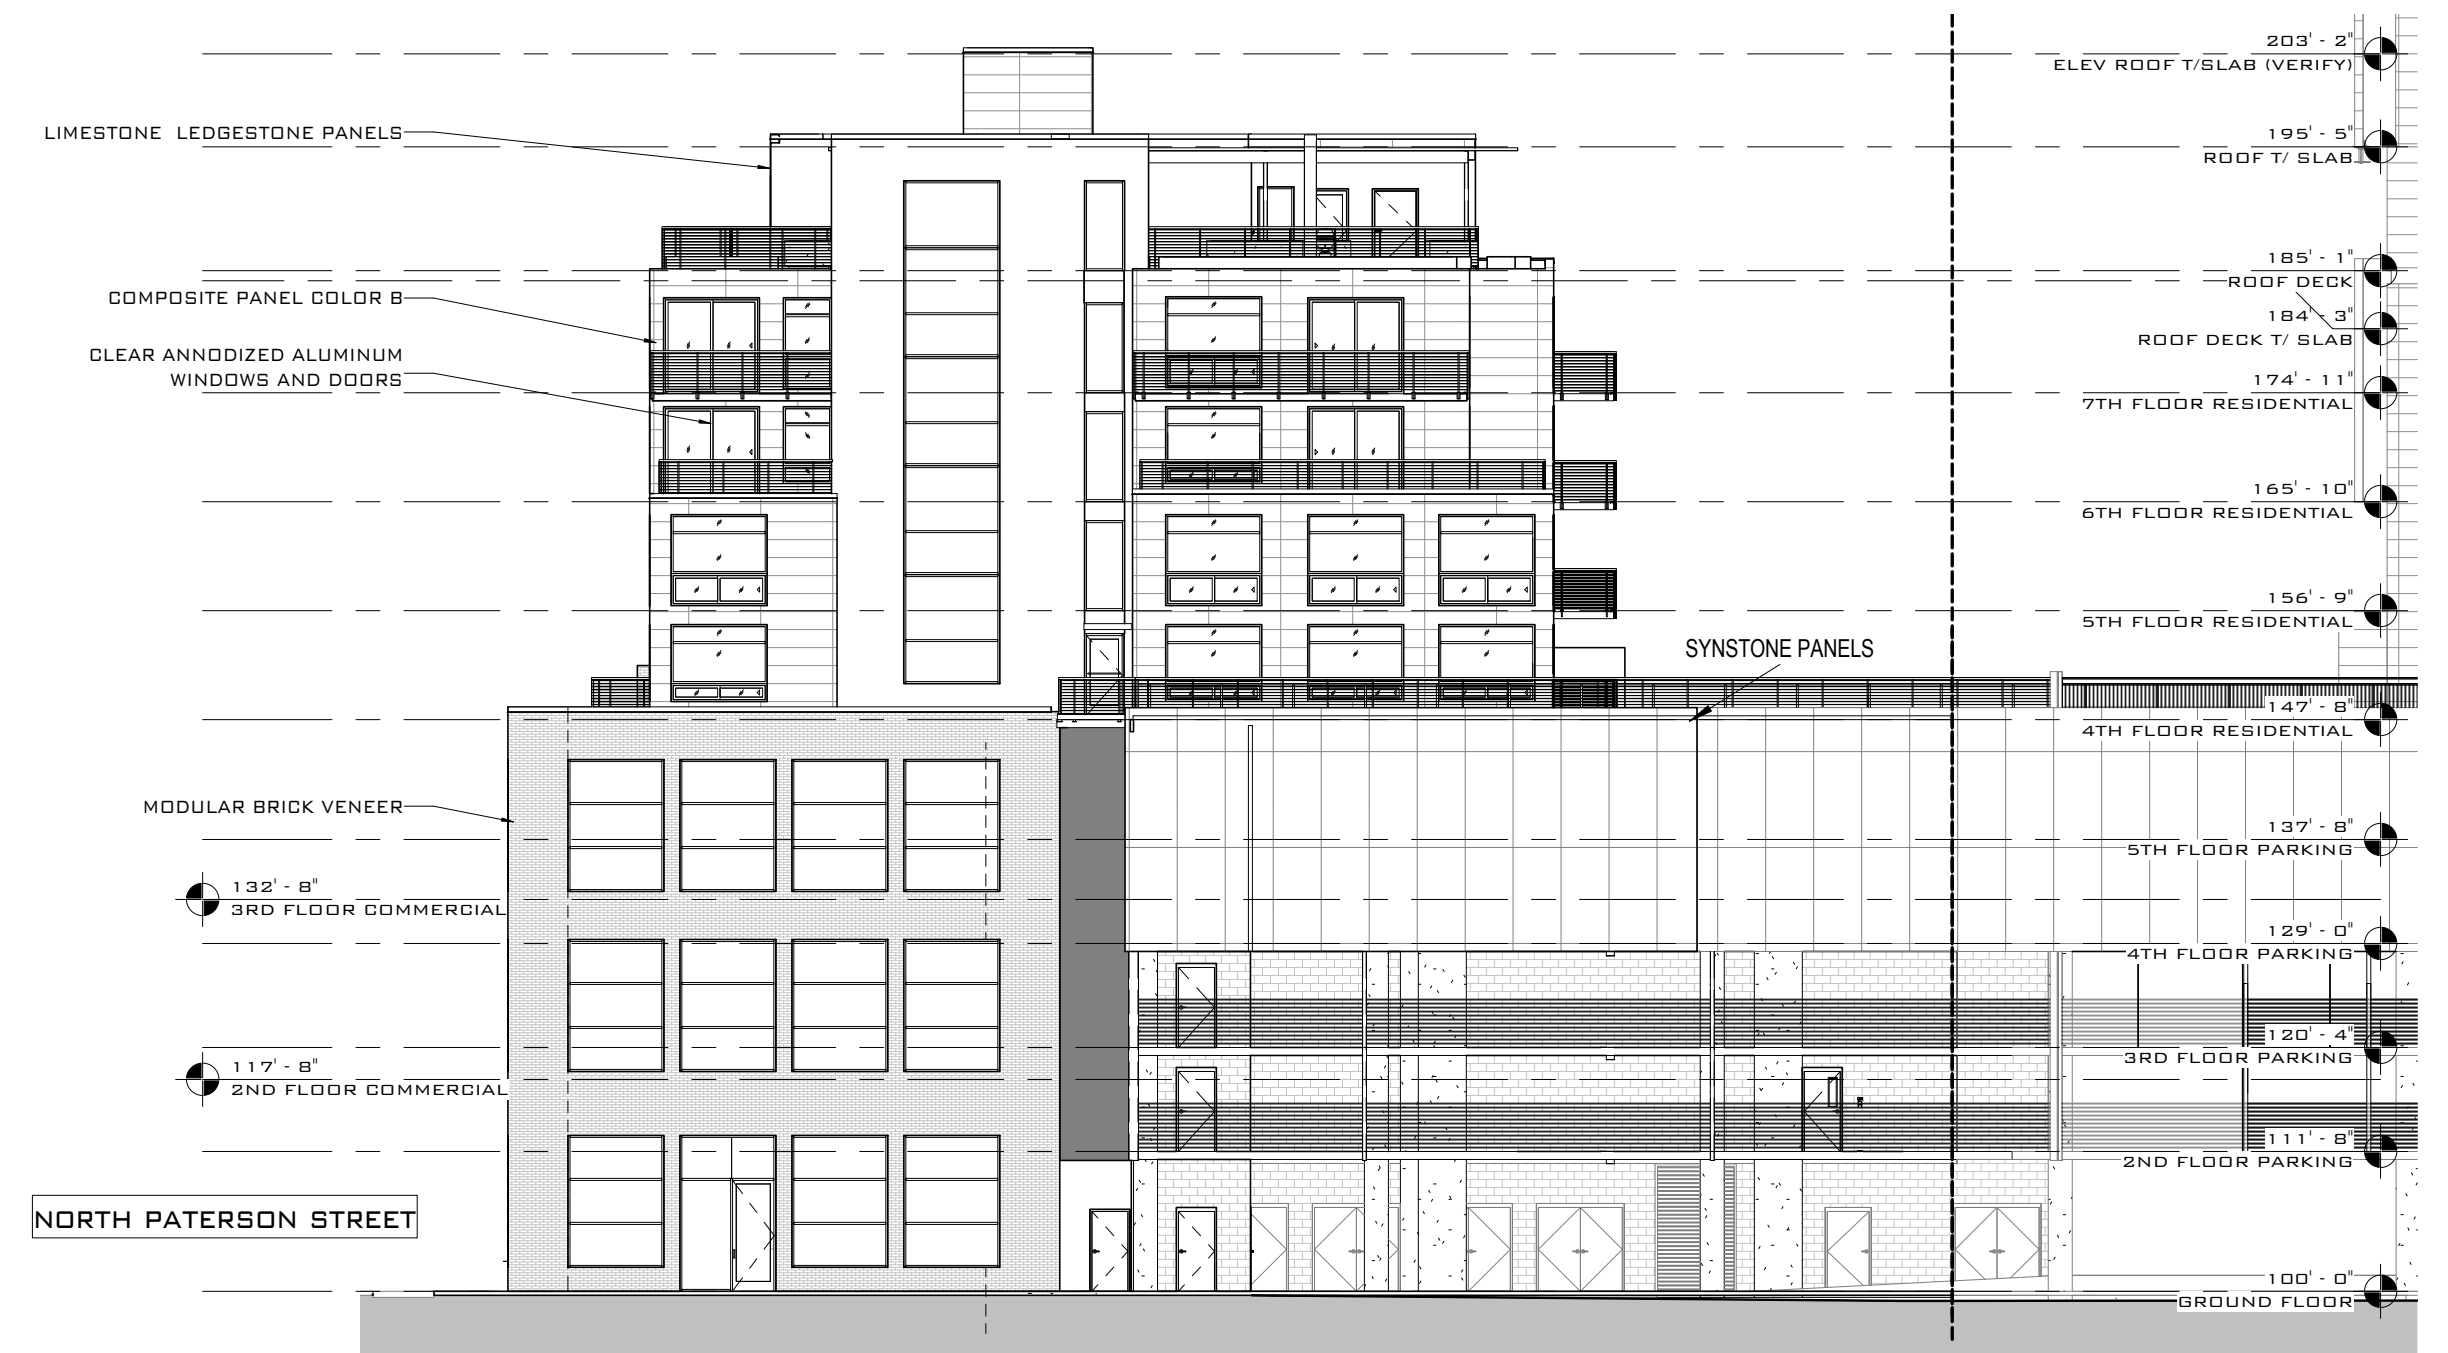 203' - 2"
ELEV ROOF T/SLAB (VERIFY)
LIMESTONE LEDGESTONE PANELS
195' - 5"
ROOF T/ SLAB
185' - 1"
ROOF DECK
COMPOSITE PANEL COLOR B
184' - 3"
ROOF DECK T/ SLAB
CLEAR ANNODIZED ALUMINUM
WINDOWS AND DOORS
174' - 11"
7TH FLOOR RESIDENTIAL
165' - 10"
6TH FLOOR RESIDENTIAL
156' - 9"
5TH FLOOR RESIDENTIAL
SYNSTONE PANELS
147' - 8"
4TH FLOOR RESIDENTIAL
MODULAR BRICK VENEER
137' - 8"
5TH FLOOR PARKING
132' - 8"
3RD FLOOR COMMERCIAL
129' - 0"
4TH FLOOR PARKING
120' - 4"
3RD FLOOR PARKING
117' - 8"
2ND FLOOR COMMERCIAL
111' - 8"
2ND FLOOR PARKING
NORTH PATERSON STREET
100' - 0"
GROUND FLOOR